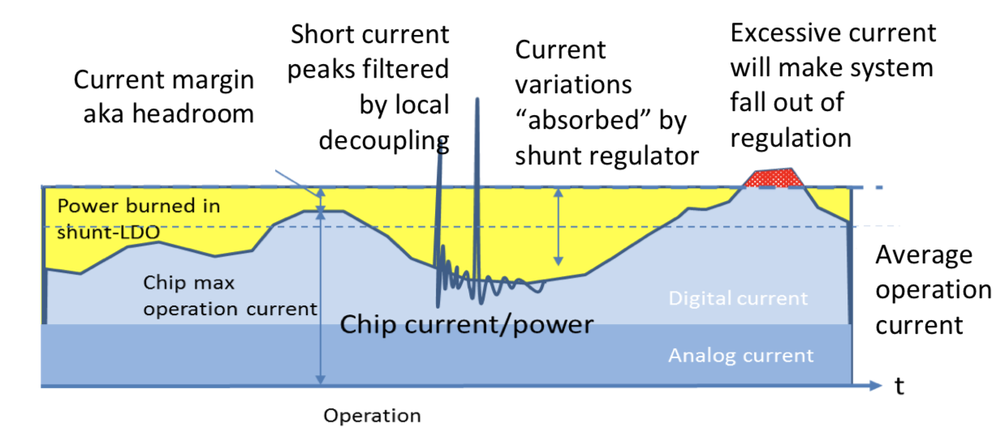 Short current
peaks filtered
by local
decoupling
Current margin
aka headroom
Current
variations
“absorbed” by
shunt regulator
Excessive current
will make system
fall out of
regulation
Power burned in
shunt-LDO
Chip max
operation current
Chip current/power
Digital current
Analog current
Average
operation
current
t
Operation